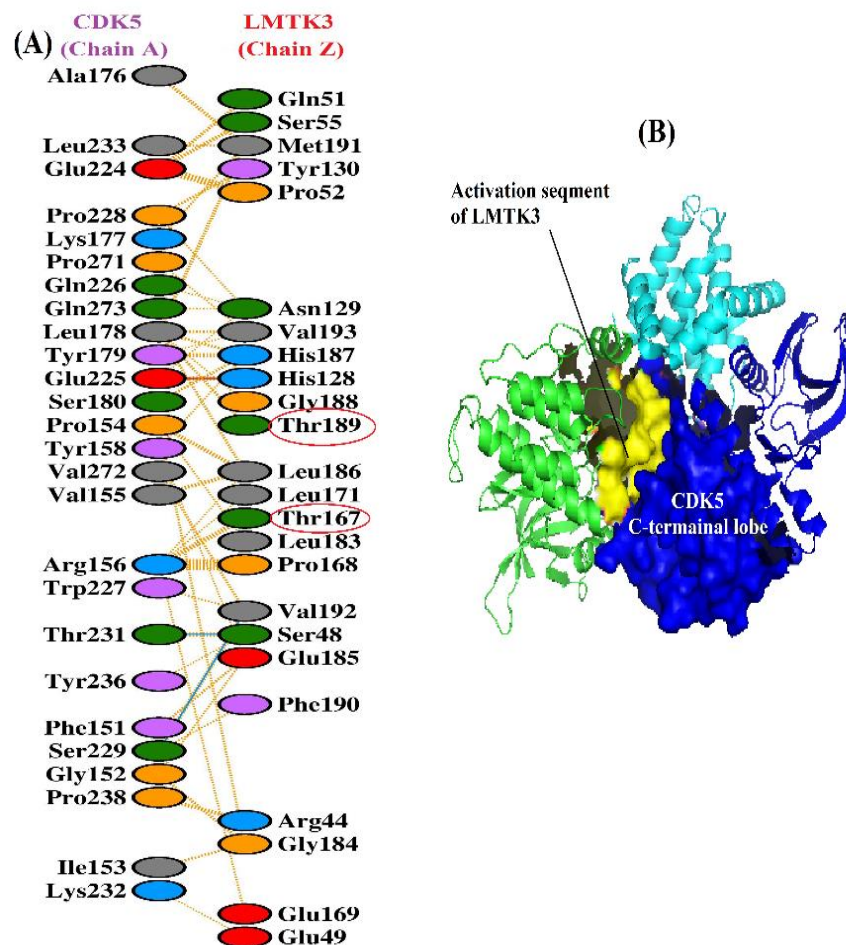 CDK5
(Chain A)
LMTK3
(Chain Z)
(A)
Ala176
Leu233
Glu224
Pro228
Lys177
Pro271
Gln226
Gln273
Leu178
Tyr179
Glu225
Ser180
Pro154
Tyr158
Val272
Val155
Arg156
Trp227
Thr231
Tyr236
Phe151
Ser229
Gly152
Pro238
Ile153
Lys232
Gln51
Ser55
Met191
Tyr130
Pro52
Asn129
Val193
His187
His128
Gly188
Thr189
Leu186
Leu171
Thr167
Leu183
Pro168
Val192
Ser48
Glu185
Phe190
Arg44
Gly184
Glu169
Glu49
(B)
Activation seqment
of LMTK3
CDK5
C-termainal lobe